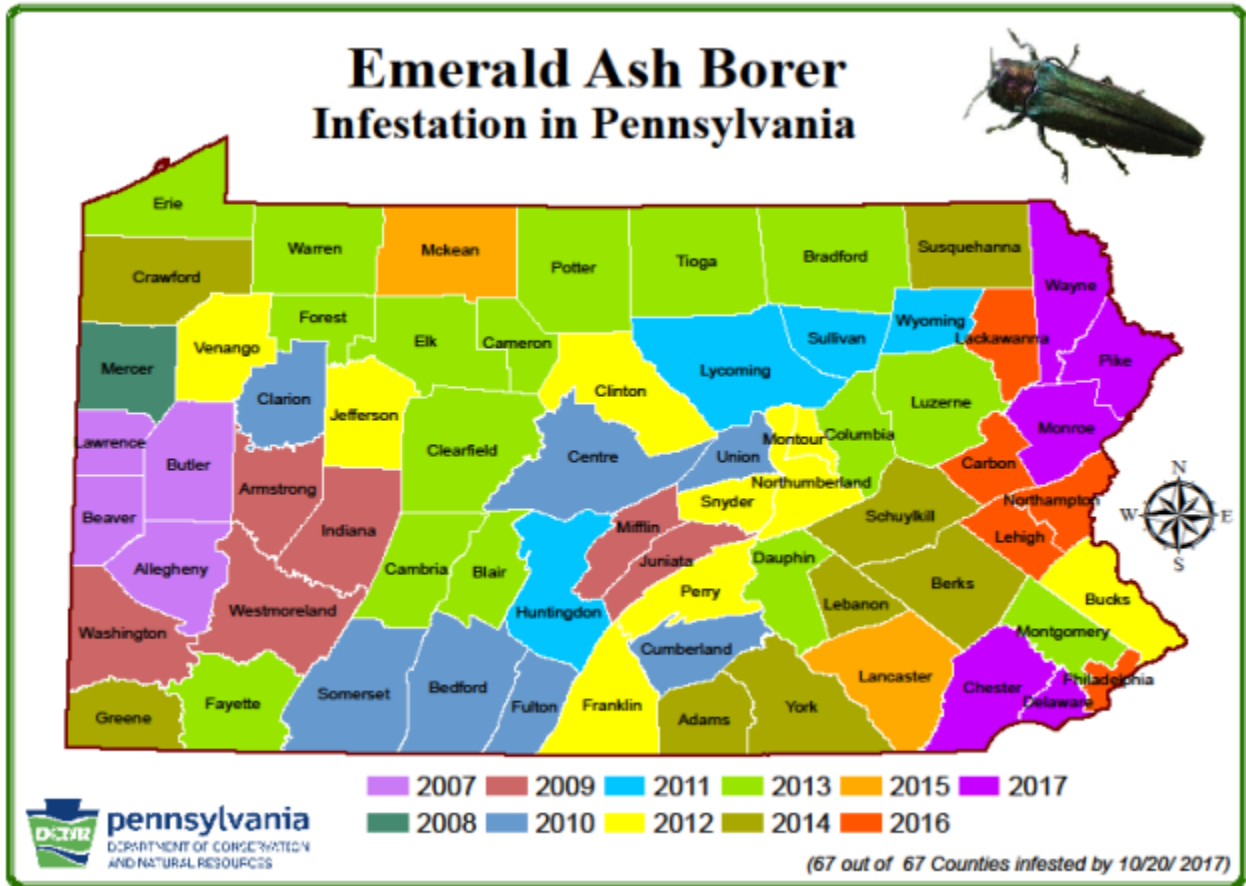 Emerald Ash Borer
Infestation in Pennsylvania
Erie
Warren
Mckean
Potter
Tioga
Bradford
Susquehanna
Wayne
Crawford
Forest
Elk
Cameron
Wyoming
Lackawanna
Pike
Mercer
Venango
Clarion
Jefferson
Clinton
Lycoming
Sullivan
Luzerne
Monroe
Lawrence
Butler
Clearfield
Centre
Union
Montour
Columbia
Carbon
Armstrong
Indiana
Snyder
Northumberland
Northampton
N
W
E
S
Beaver
Mifflin
Schuylkill
Lehigh
Allegheny
Cambria
Blair
Juniata
Dauphin
Berks
Bucks
Washington
Westmoreland
Huntingdon
Perry
Lebanon
Montgomery
Cumberland
Lancaster
Philadelphia
Greene
Fayette
Somerset
Bedford
Fulton
Franklin
Adams
York
Chester
Delaware
2007 2009 2011 2013 2015 2017
2008 2010 2012 2014 2016
DCNR
pennsylvania
DEPARTMENT OF CONSERVATION
AND NATURAL RESOURCES
(67 out of 67 Counties infested by 10/20/ 2017)